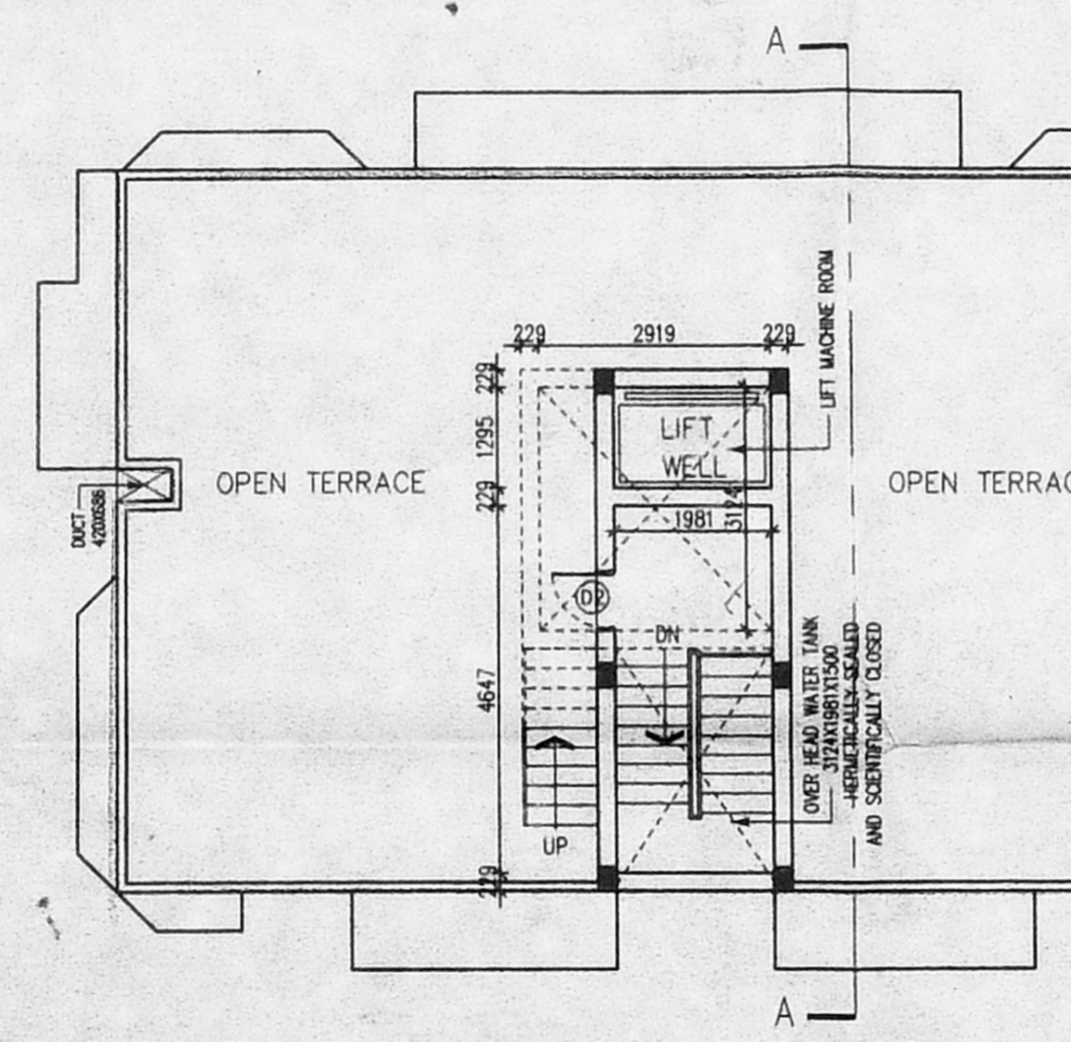 A
229 2919 229
229
1295
229
4647
229
LIFT MACHINE ROOM
LIFT
WELL
1981
3124
OPEN TERRACE
OPEN TERRAC
DUCT
420X686
D2
DN
UP
OVER HEAD WATER TANK
3124X1981X1500
HERMETICALLY SEALED
AND SCIENTIFICALLY CLOSED
A